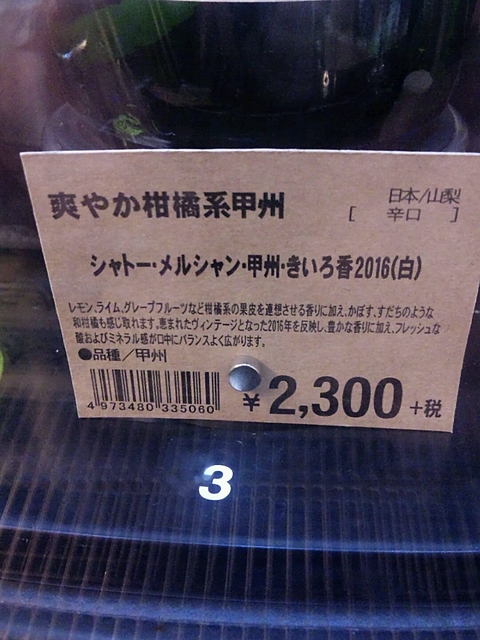 爽やか柑橘系甲州
日本/山梨
[ 辛口 ]
シャトー・メルシャン・甲州・きいろ香2016(白)
レモン、ライム、グレープフルーツなど柑橘系の果皮を連想させる香りに加え、かぼす、すだちのような
和柑橘も感じ取れます。恵まれたヴィンテージとなった2016年を反映し、豊かな香りに加え、フレッシュな
酸およびミネラル感が口中にバランスよく広がります。
●品種／甲州
4 973480 335060
¥2,300+税
3